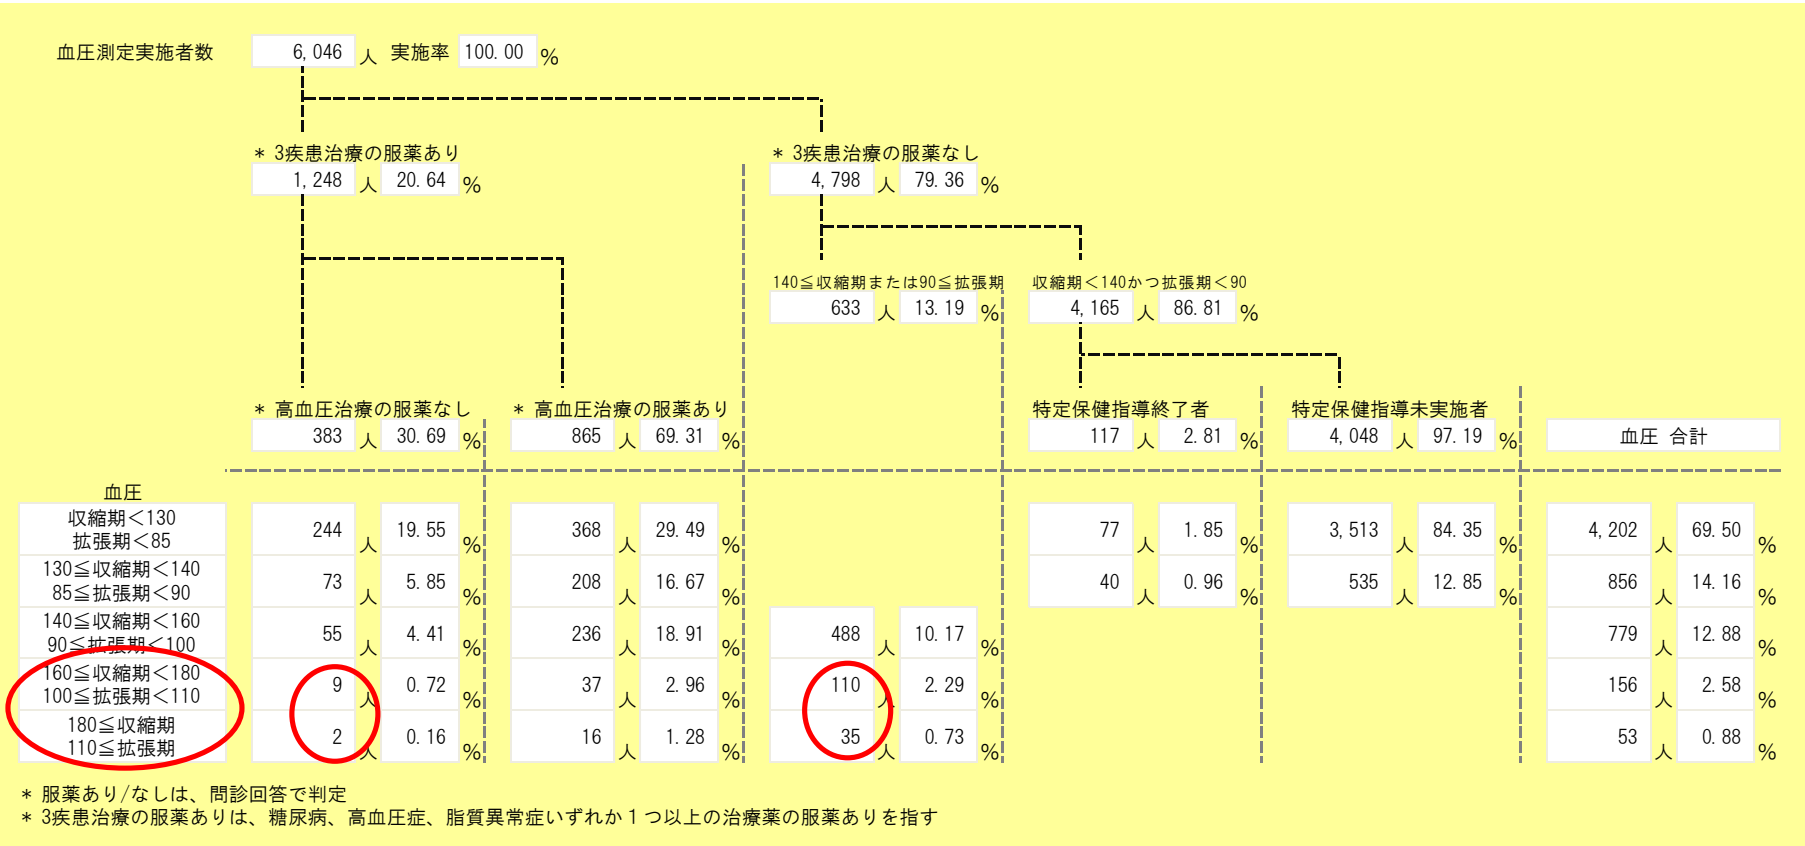 血圧測定実施者数 6,046 人 実施率 100.00 %
* 3疾患治療の服薬あり * 3疾患治療の服薬なし
1,248 人 20.64 % 4,798 人 79.36 %
140≦収縮期または90≦拡張期 収縮期<140かつ拡張期<90
633 人 13.19 % 4,165 人 86.81 %
* 高血圧治療の服薬なし * 高血圧治療の服薬あり 特定保健指導終了者 特定保健指導未実施者
383 人 30.69 % 865 人 69.31 % 117 人 2.81 % 4,048 人 97.19 % 血圧 合計
血圧
収縮期<130
拡張期<85
244 人 19.55 % 368 人 29.49 % 77 人 1.85 % 3,513 人 84.35 % 4,202 人 69.50 %
130≦収縮期<140
85≦拡張期<90
73 人 5.85 % 208 人 16.67 % 40 人 0.96 % 535 人 12.85 % 856 人 14.16 %
140≦収縮期<160
90≦拡張期<100
55 人 4.41 % 236 人 18.91 % 488 人 10.17 % 779 人 12.88 %
160≦収縮期<180
100≦拡張期<110
9 人 0.72 % 37 人 2.96 % 110 人 2.29 % 156 人 2.58 %
180≦収縮期
110≦拡張期
2 人 0.16 % 16 人 1.28 % 35 人 0.73 % 53 人 0.88 %
* 服薬あり/なしは、問診回答で判定
* 3疾患治療の服薬ありは、糖尿病、高血圧症、脂質異常症いずれか１つ以上の治療薬の服薬ありを指す